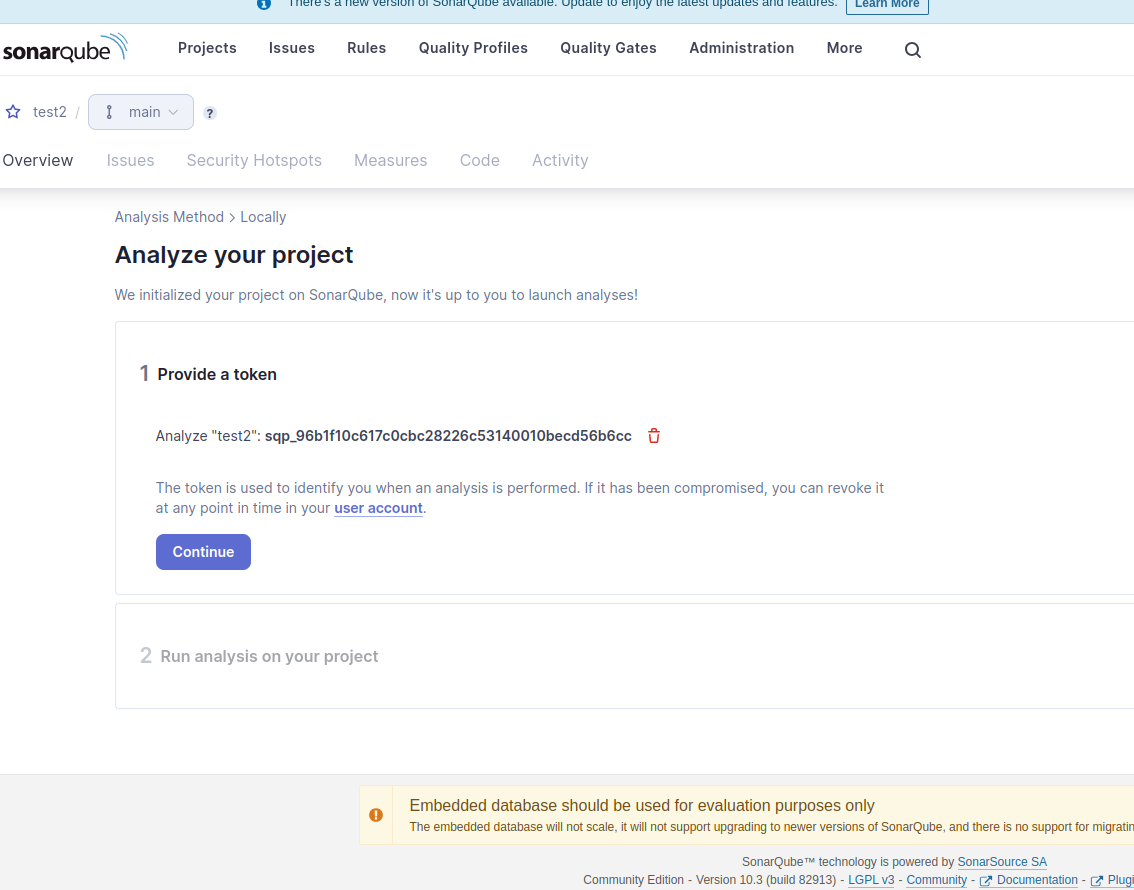 There's a new version of SonarQube available. Update to enjoy the latest updates and features. Learn More
sonarqube Projects Issues Rules Quality Profiles Quality Gates Administration More
test2 / main ?
Overview Issues Security Hotspots Measures Code Activity
Analysis Method > Locally
Analyze your project
We initialized your project on SonarQube, now it's up to you to launch analyses!
1 Provide a token
Analyze "test2": sqp_96b1f10c617c0cbc28226c53140010becd56b6cc
The token is used to identify you when an analysis is performed. If it has been compromised, you can revoke it
at any point in time in your user account.
Continue
2 Run analysis on your project
Embedded database should be used for evaluation purposes only
The embedded database will not scale, it will not support upgrading to newer versions of SonarQube, and there is no support for migratin
SonarQube™ technology is powered by SonarSource SA
Community Edition - Version 10.3 (build 82913) - LGPL v3 - Community - Documentation - Plugi